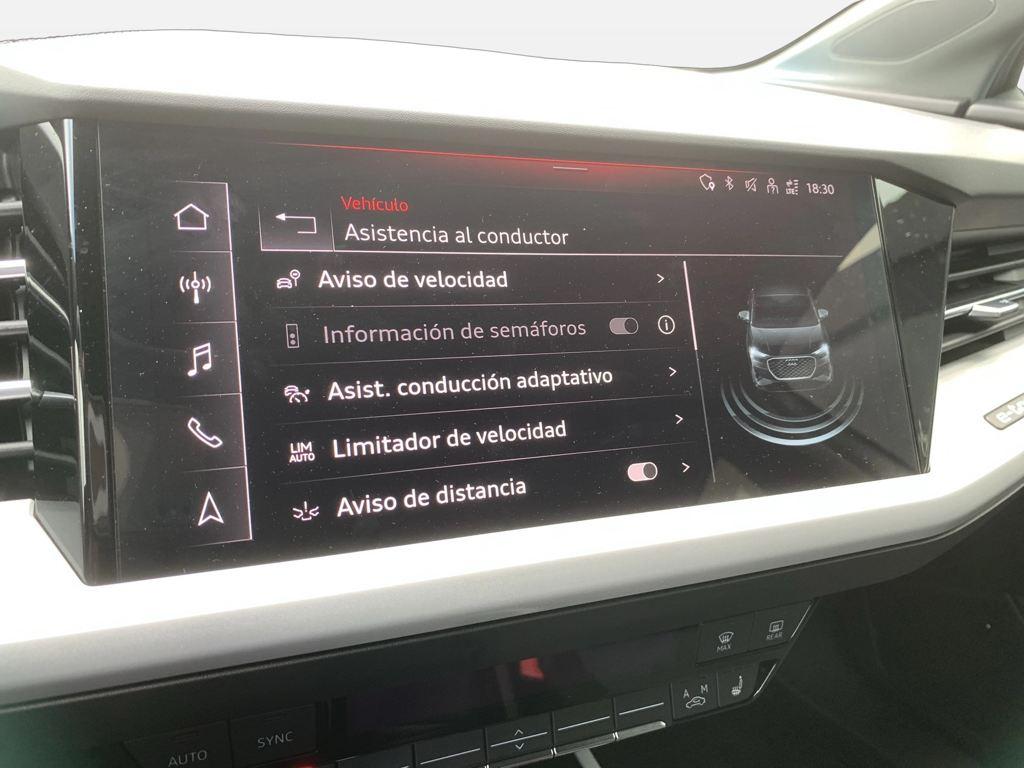 18:30
Vehículo
Asistencia al conductor
Aviso de velocidad
Información de semáforos
Asist. conducción adaptativo
LIM
AUTO
Limitador de velocidad
Aviso de distancia
MAX
REAR
A M
SYNC
AUTO